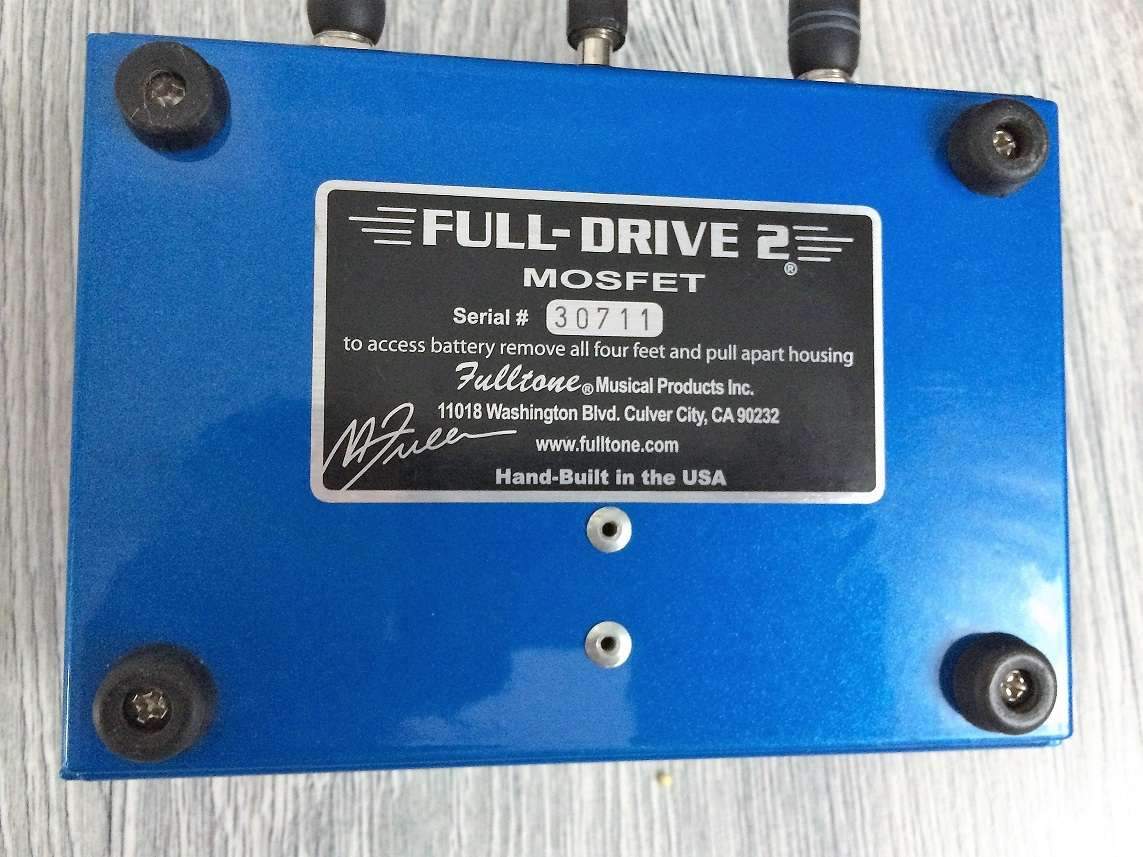 FULL-DRIVE 2®
MOSFET
Serial # 30711
to access battery remove all four feet and pull apart housing
Fulltone® Musical Products Inc.
11018 Washington Blvd. Culver City, CA 90232
M Fuller
www.fulltone.com
Hand-Built in the USA